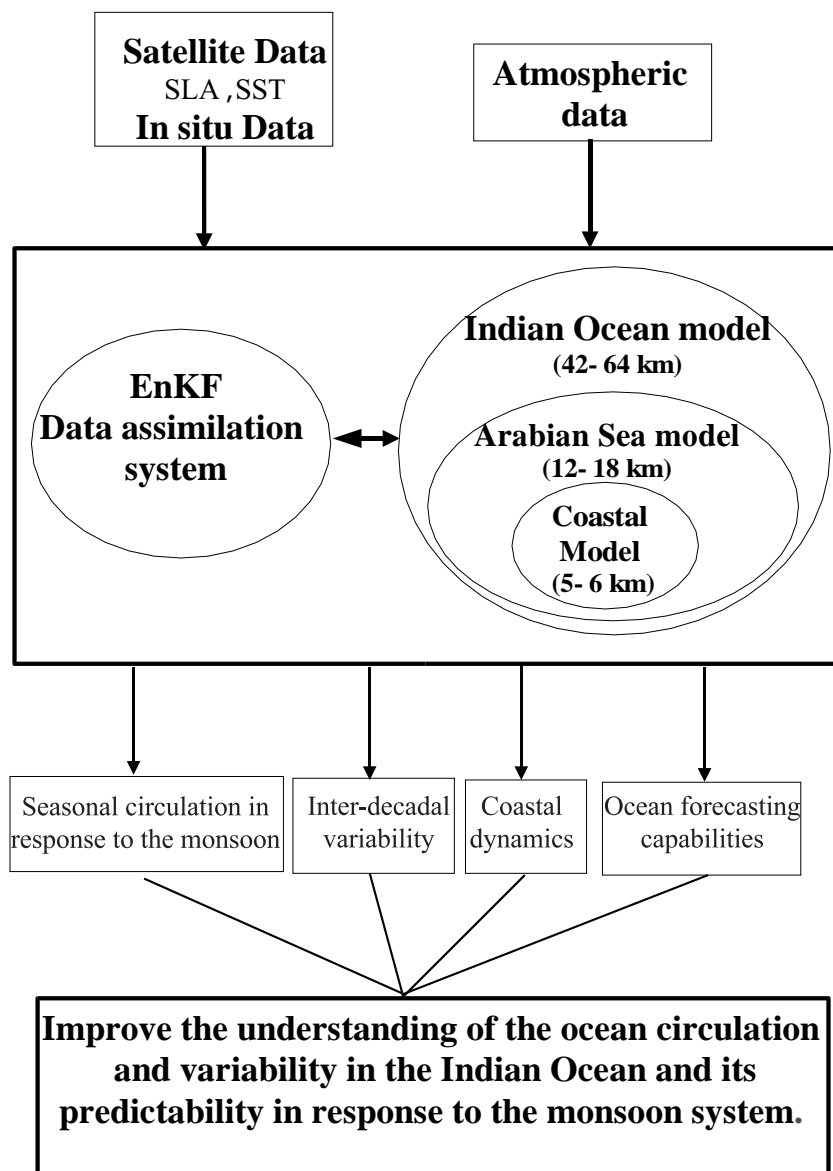 Satellite Data
SLA , SST
In situ Data
Atmospheric
data
EnKF
Data assimilation
system
Indian Ocean model
(42- 64 km)
Arabian Sea model
(12- 18 km)
Coastal
Model
(5- 6 km)
Seasonal circulation in
response to the monsoon
Inter-decadal
variability
Coastal
dynamics
Ocean forecasting
capabilities
Improve the understanding of the ocean circulation
and variability in the Indian Ocean and its
predictability in response to the monsoon system.